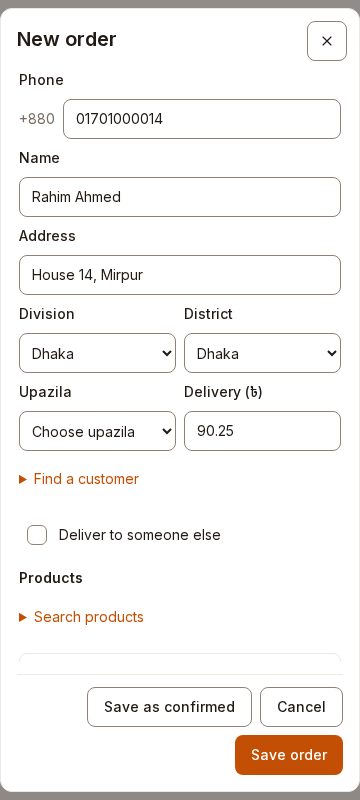 New order
×
Phone
+880 01701000014
Name
Rahim Ahmed
Address
House 14, Mirpur
Division District
Dhaka Dhaka
Upazila Delivery (৳)
Choose upazila 90.25
Find a customer
Deliver to someone else
Products
Search products
Save as confirmed Cancel
Save order